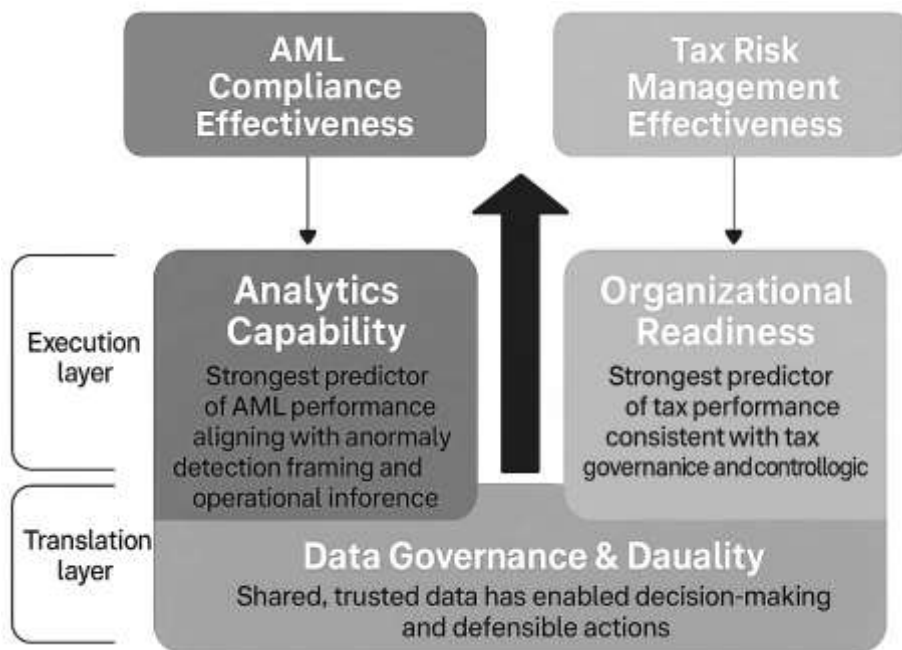 AML
Compliance
Effectiveness
Tax Risk
Management
Effectiveness
Execution
layer
Analytics
Capability
Strongest predictor
of AML performance
aligning with anormaly
detection framing and
operational inforence
Organizational
Readiness
Strongest predictor
of tax performance
consistent with tax
governanice and controllogic
Translation
layer
Data Governance & Dauality
Shared, trusted data has enabled decision-making
and defensible actions